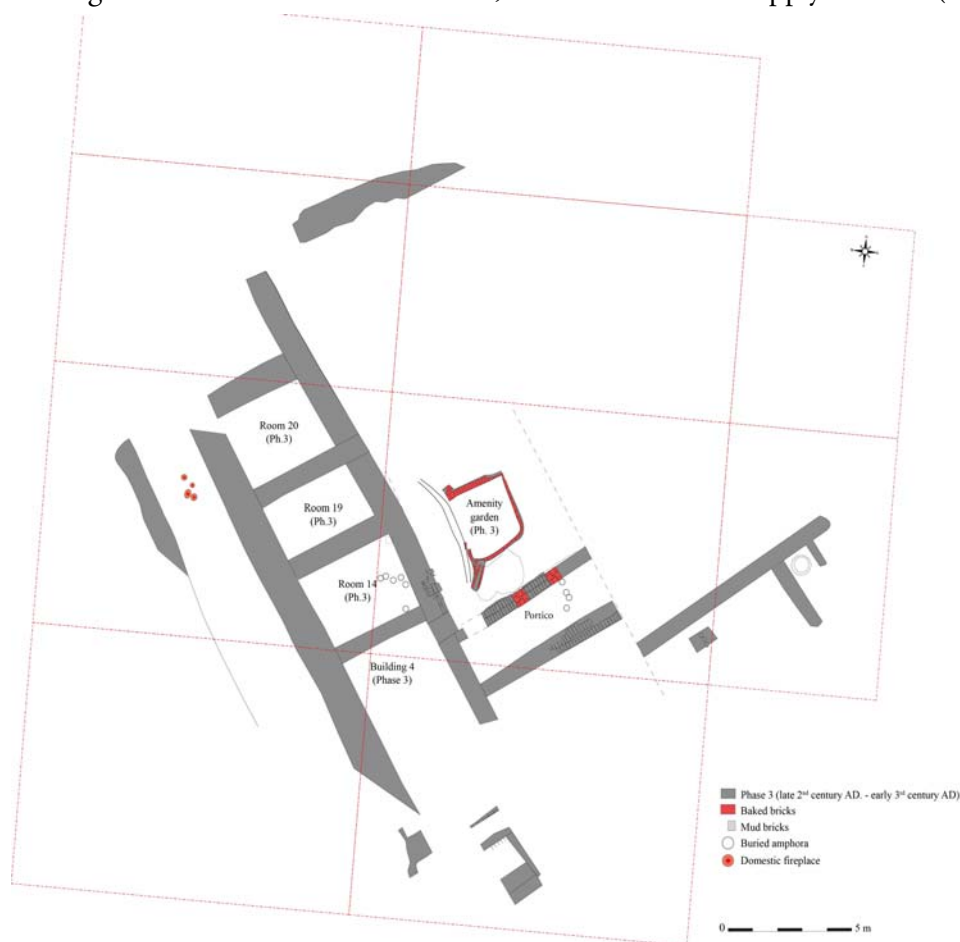 Room 20
(Ph.3)
Room 19
(Ph.3)
Amenity
garden
(Ph. 3)
Room 14
(Ph.3)
Portico
Building 4
(Phase 3)
Phase 3 (late 2nd century AD. - early 3rd century AD)
Baked bricks
Mud bricks
Buried amphora
Domestic fireplace
0 5 m